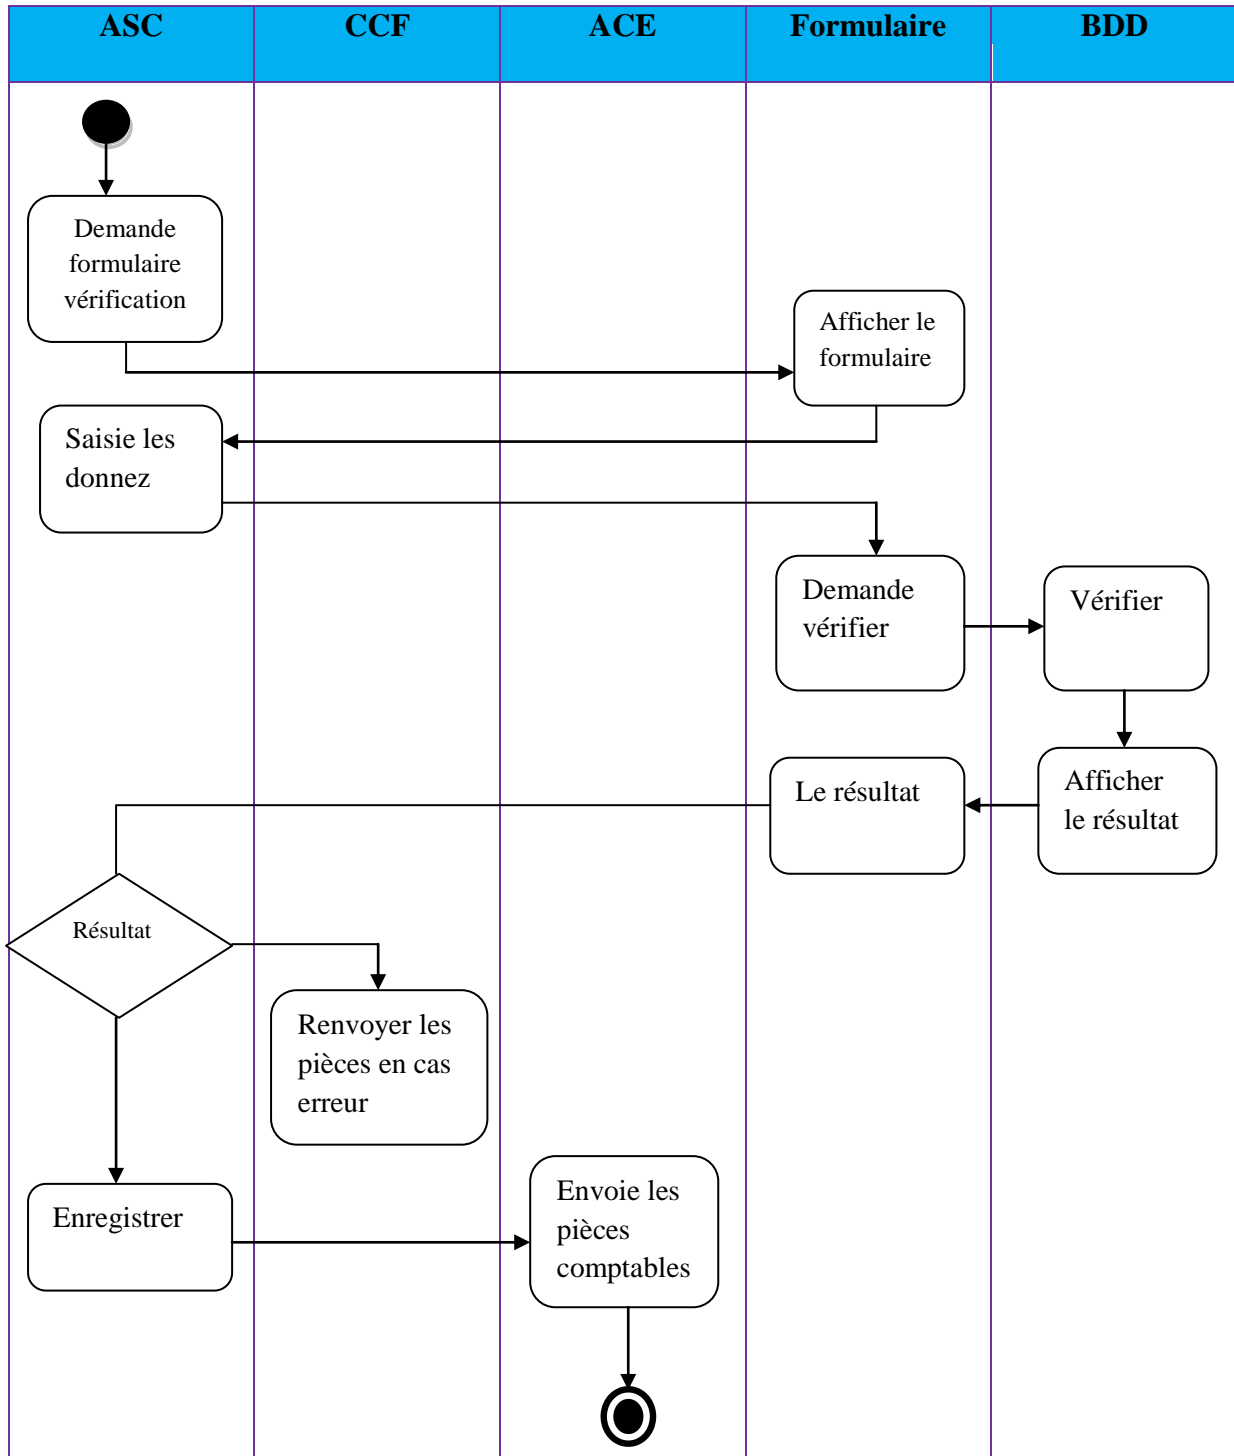 ASC
CCF
ACE
Formulaire
BDD
Demande
formulaire
vérification
Afficher le
formulaire
Saisie les
donnez
Demande
vérifier
Vérifier
Le résultat
Afficher
le résultat
Résultat
Renvoyer les
pièces en cas
erreur
Enregistrer
Envoie les
pièces
comptables